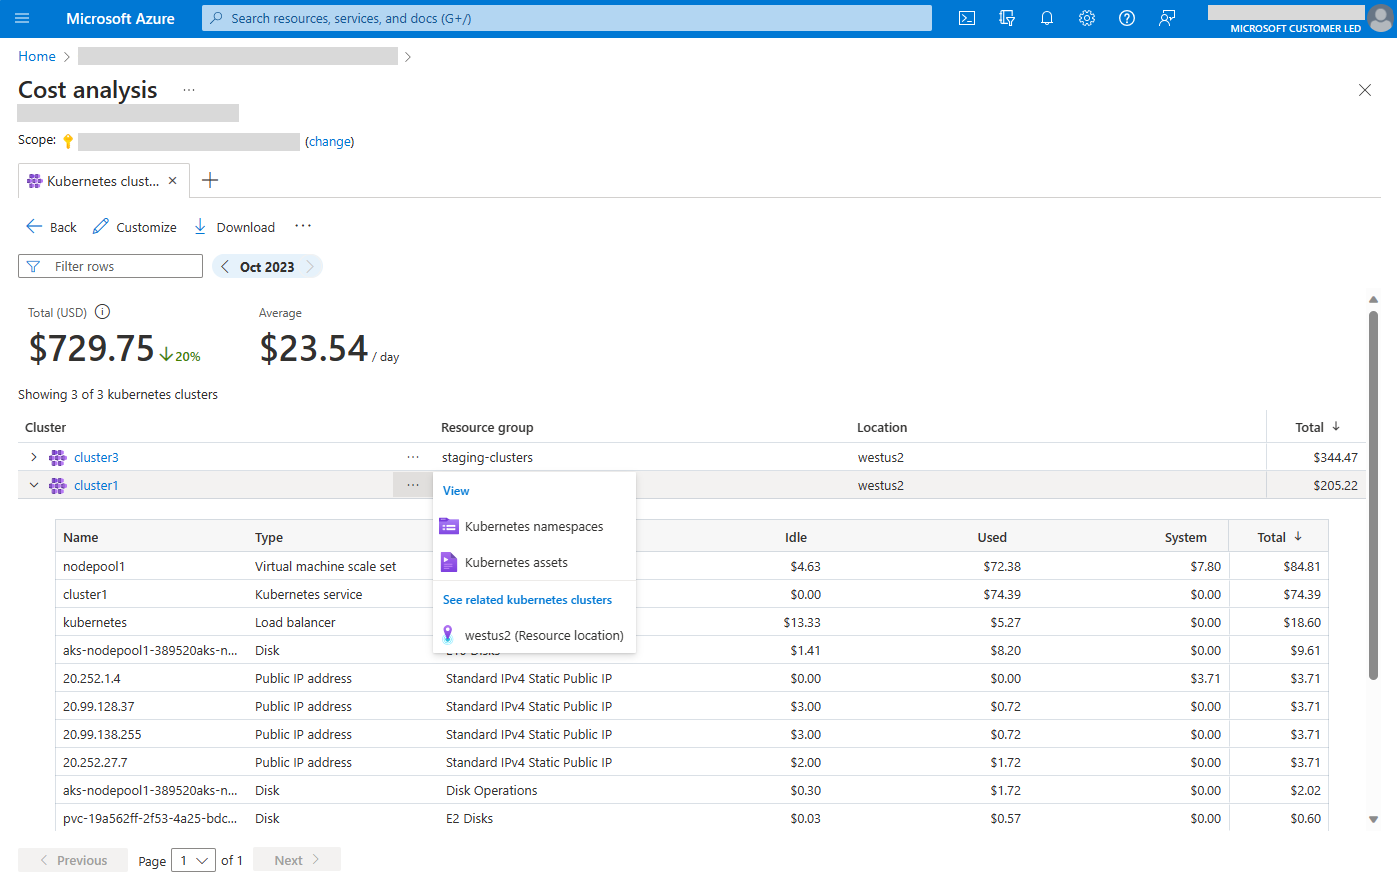 Microsoft Azure
Search resources, services, and docs (G+/)
MICROSOFT CUSTOMER LED
Home
Cost analysis
Scope: (change)
Kubernetes clust...
Back Customize Download
Filter rows Oct 2023
Total (USD) Average
$729.75 20% $23.54 / day
Showing 3 of 3 kubernetes clusters
Cluster Resource group Location Total
cluster3 staging-clusters westus2 $344.47
cluster1 westus2 $205.22
View
Kubernetes namespaces
Kubernetes assets
See related kubernetes clusters
westus2 (Resource location)
Name Type Idle Used System Total
nodepool1 Virtual machine scale set $4.63 $72.38 $7.80 $84.81
cluster1 Kubernetes service $0.00 $74.39 $0.00 $74.39
kubernetes Load balancer $13.33 $5.27 $0.00 $18.60
aks-nodepool1-389520aks-n... Disk $1.41 $8.20 $0.00 $9.61
20.252.1.4 Public IP address Standard IPv4 Static Public IP $0.00 $0.00 $3.71 $3.71
20.99.128.37 Public IP address Standard IPv4 Static Public IP $3.00 $0.72 $0.00 $3.71
20.99.138.255 Public IP address Standard IPv4 Static Public IP $3.00 $0.72 $0.00 $3.71
20.252.27.7 Public IP address Standard IPv4 Static Public IP $2.00 $1.72 $0.00 $3.71
aks-nodepool1-389520aks-n... Disk Disk Operations $0.30 $1.72 $0.00 $2.02
pvc-19a562ff-2f53-4a25-bdc... Disk E2 Disks $0.03 $0.57 $0.00 $0.60
Previous Page 1 of 1 Next